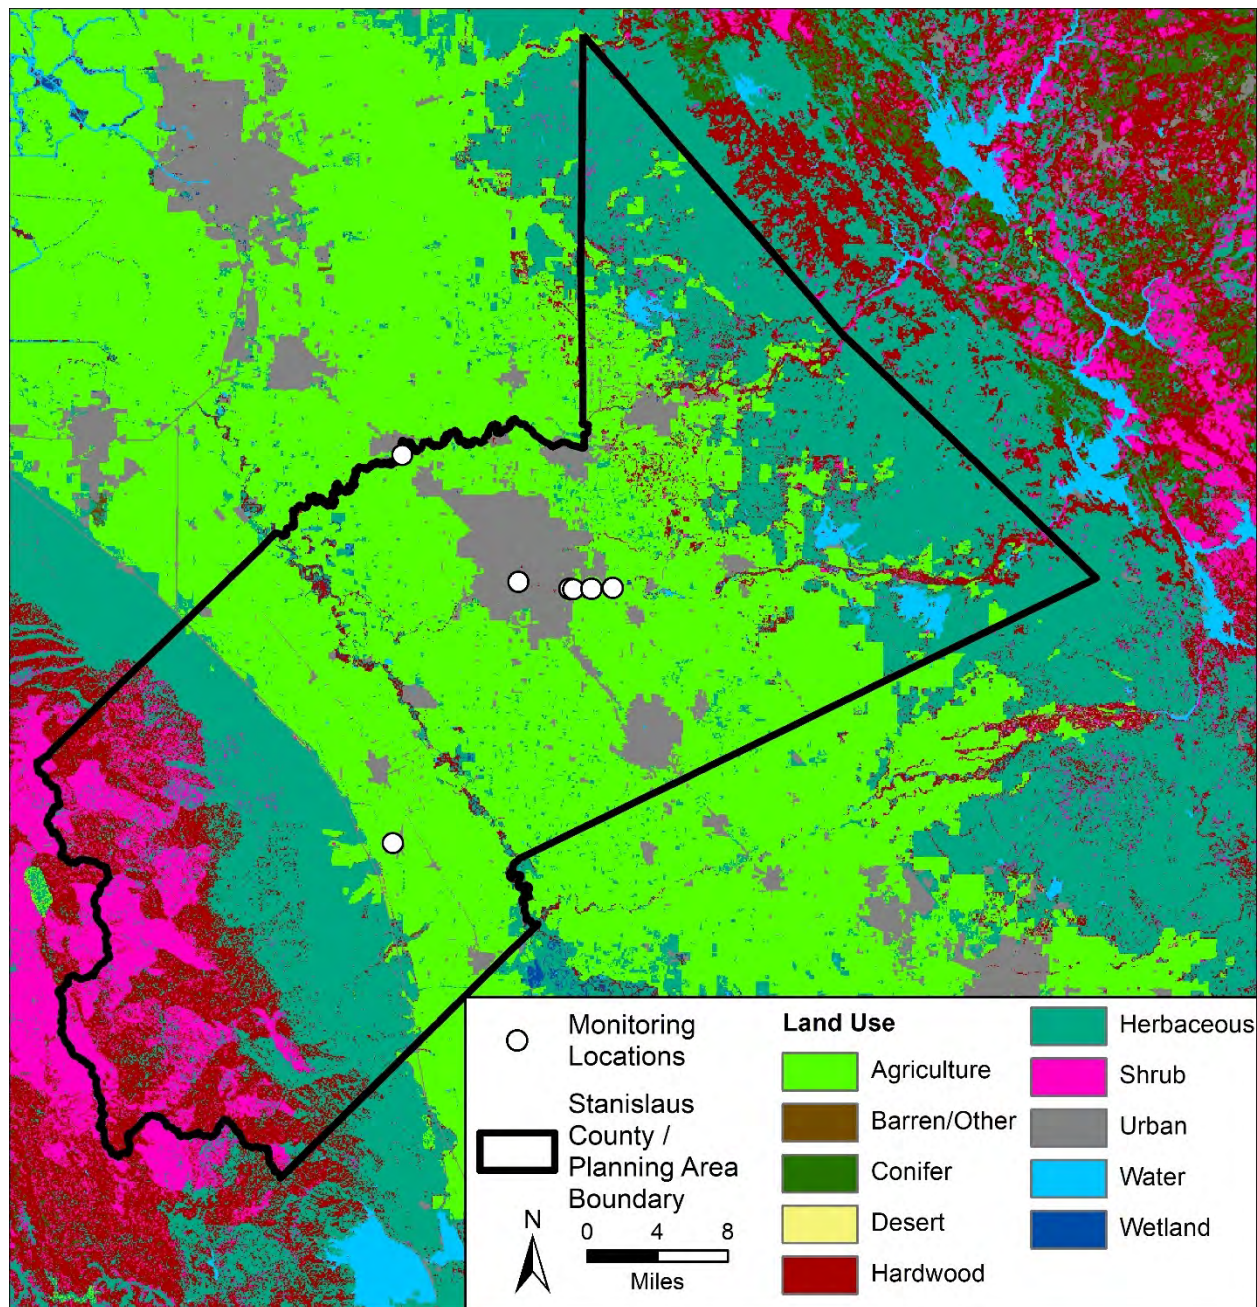 Monitoring
Locations
Stanislaus
County /
Planning Area
Boundary
N
0 4 8
Miles
Land Use
Agriculture
Barren/Other
Conifer
Desert
Hardwood
Herbaceous
Shrub
Urban
Water
Wetland